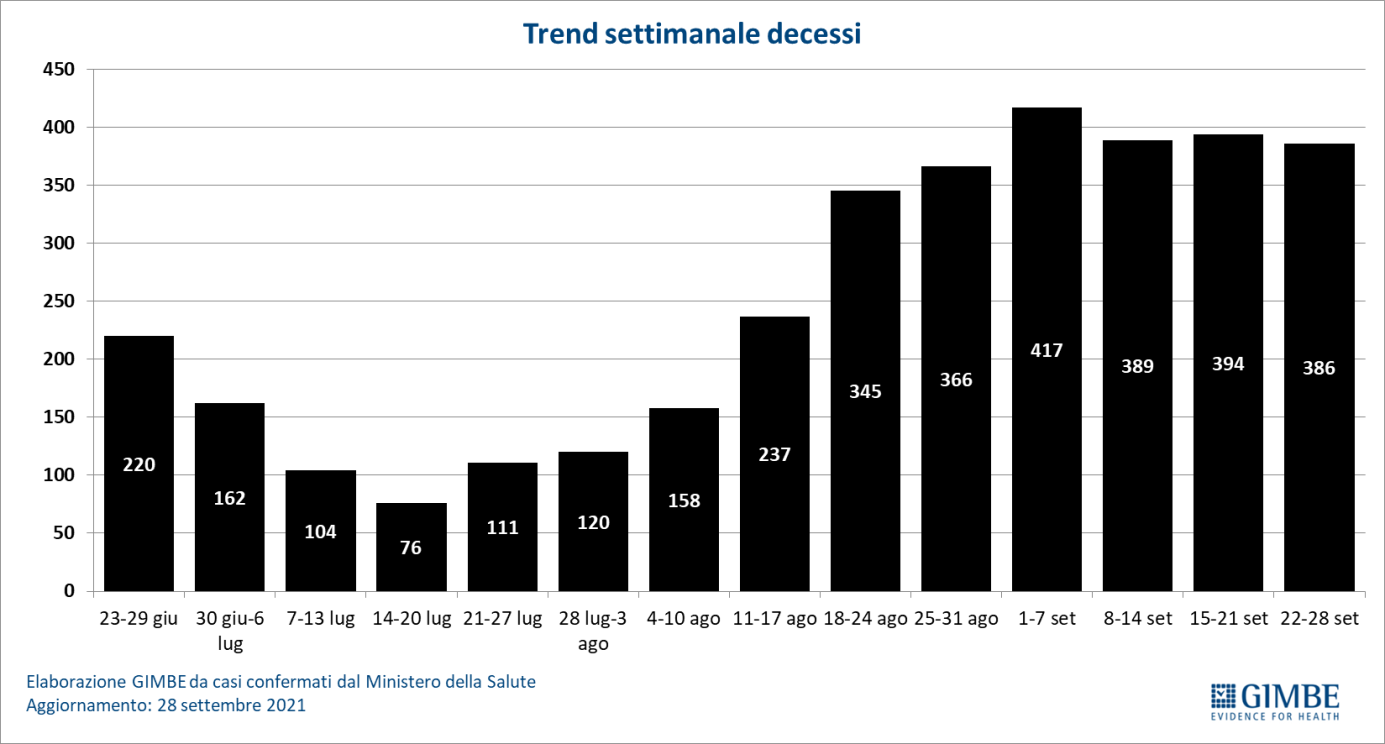 Trend settimanale decessi
450
400
350
300
250
200
150
100
50
0
220
162
104
76
111
120
158
237
345
366
417
389
394
386
23-29 giu
30 giu-6
lug
7-13 lug
14-20 lug
21-27 lug
28 lug-3
ago
4-10 ago
11-17 ago
18-24 ago
25-31 ago
1-7 set
8-14 set
15-21 set
22-28 set
Elaborazione GIMBE da casi confermati dal Ministero della Salute
Aggiornamento: 28 settembre 2021
GIMBE
EVIDENCE FOR HEALTH